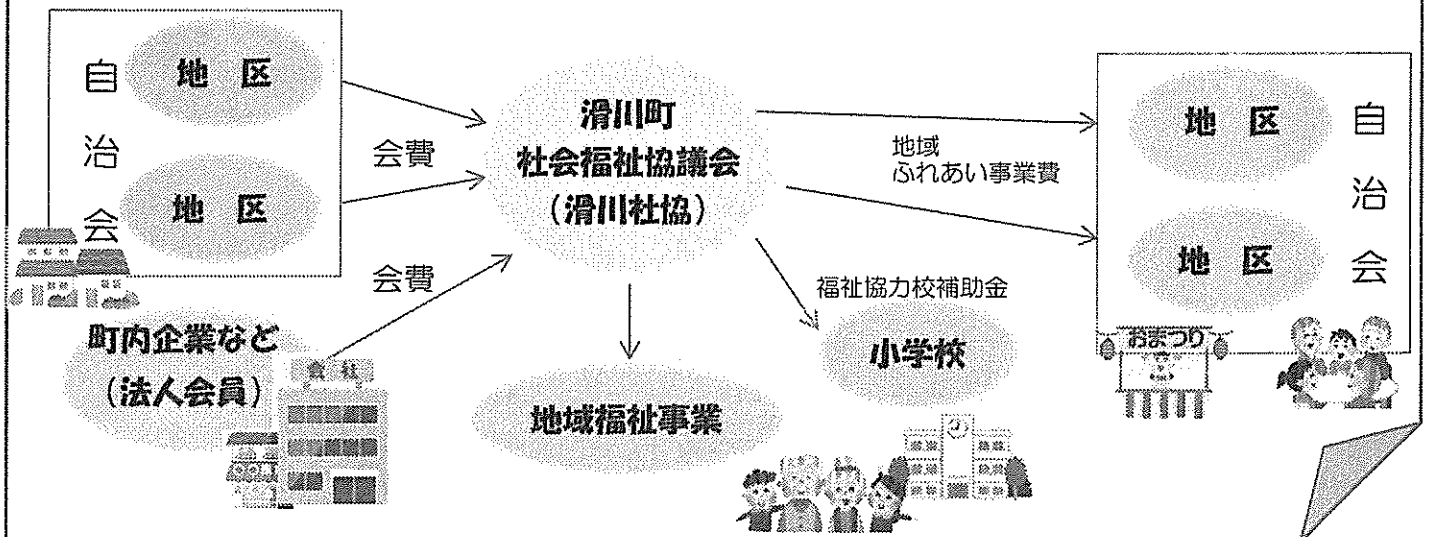 自治会
地 区
地 区
会費
会費
町内企業など
(法人会員)
会 社
滑川町
社会福祉協議会
(滑川社協)
地域
ふれあい事業費
福祉協力校補助金
小学校
地域福祉事業
地 区
地 区
自治会
おまつり